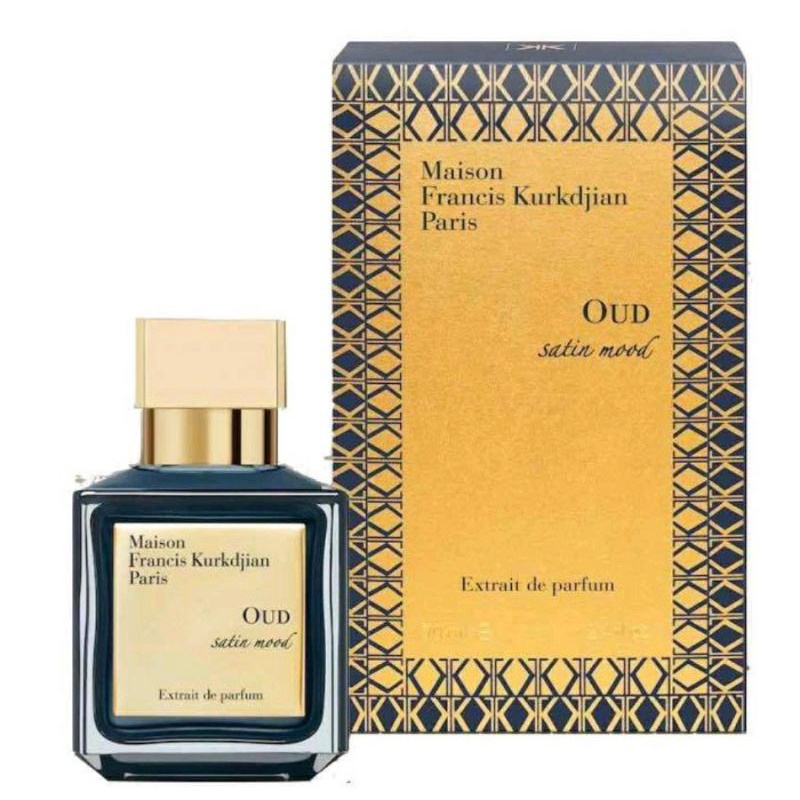 Maison
Francis Kurkdjian
Paris
OUD
satin mood
Extrait de parfum
Maison
Francis Kurkdjian
Paris
OUD
satin mood
Extrait de parfum